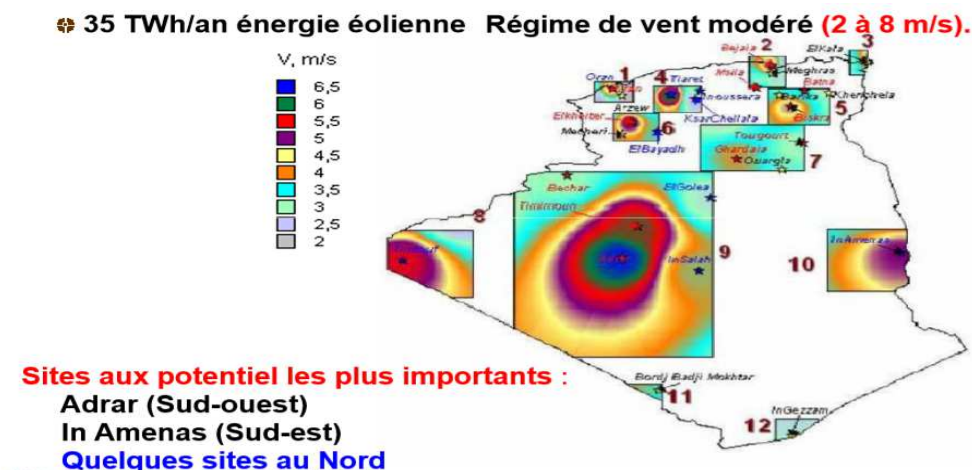 35 TWh/an énergie éolienne Régime de vent modéré (2 à 8 m/s).
V, m/s
6,5
6
5,5
5
4,5
4
3,5
3
2,5
2
Bejaia 2
ElKala 3
Meghras
Oran 1
4 Tiaret
Msila
Batna
Khenchela
Arzew
KsarChellala
Barika
5
Biskra
Elkheiter
Mecheri
6
ElBayadh
Tougourt
Ghardaia
Ouargla
7
Bechar
ElGolea
Timimoun
8
Adrar
InSalah
9
10
InAmenas
Sites aux potentiel les plus importants :
Adrar (Sud-ouest)
In Amenas (Sud-est)
Quelques sites au Nord
Bordj Badji Mokhtar
11
InGezzam
12